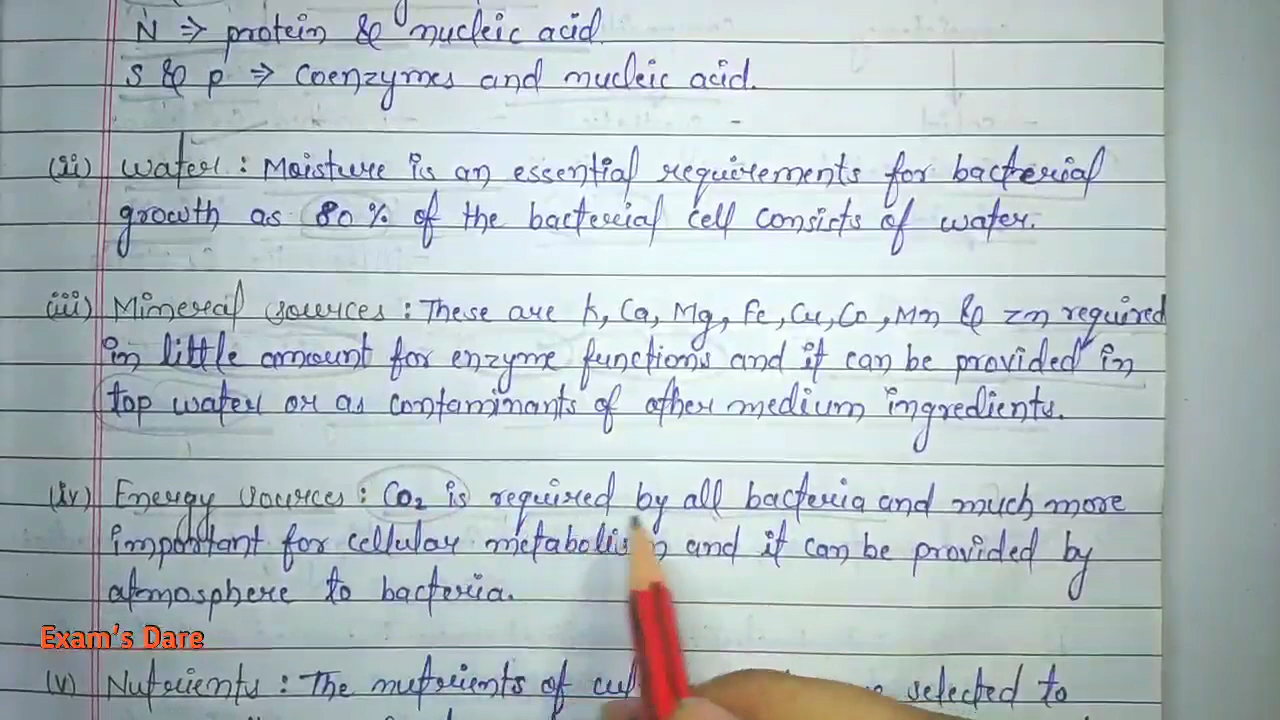 N => protein & nucleic acid.
S & p => coenzymes and nucleic acid.
(ii) Water: Moisture is an essential requirements for bacterial
growth as 80% of the bacterial cell consists of water.
(iii) Mineral sources: These are K, Ca, Mg, Fe, Cu, Co, Mn & Zn required
in little amount for enzyme functions and it can be provided in
top water or as contaminants of other medium ingredients.
(iv) Energy sources: CO₂ is required by all bacteria and much more
important for cellular metabolism and it can be provided by
atmosphere to bacteria.
Exam's Dare
(v) Nutrients: The nutrients of cul selected to